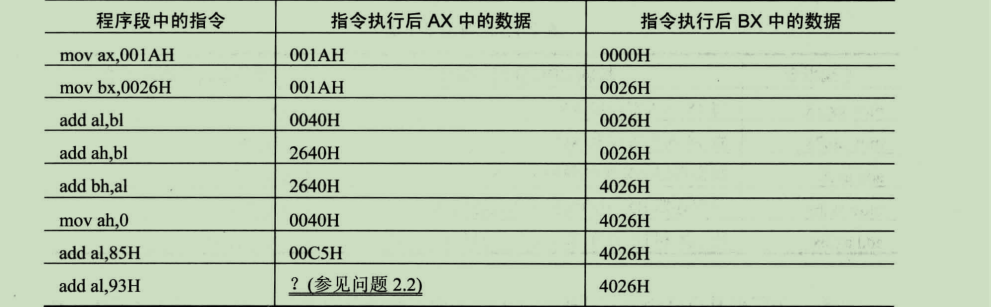 程序段中的指令 指令执行后 AX 中的数据 指令执行后 BX 中的数据
mov ax,001AH 001AH 0000H
mov bx,0026H 001AH 0026H
add al,bl 0040H 0026H
add ah,bl 2640H 0026H
add bh,al 2640H 4026H
mov ah,0 0040H 4026H
add al,85H 00C5H 4026H
add al,93H ？(参见问题 2.2) 4026H